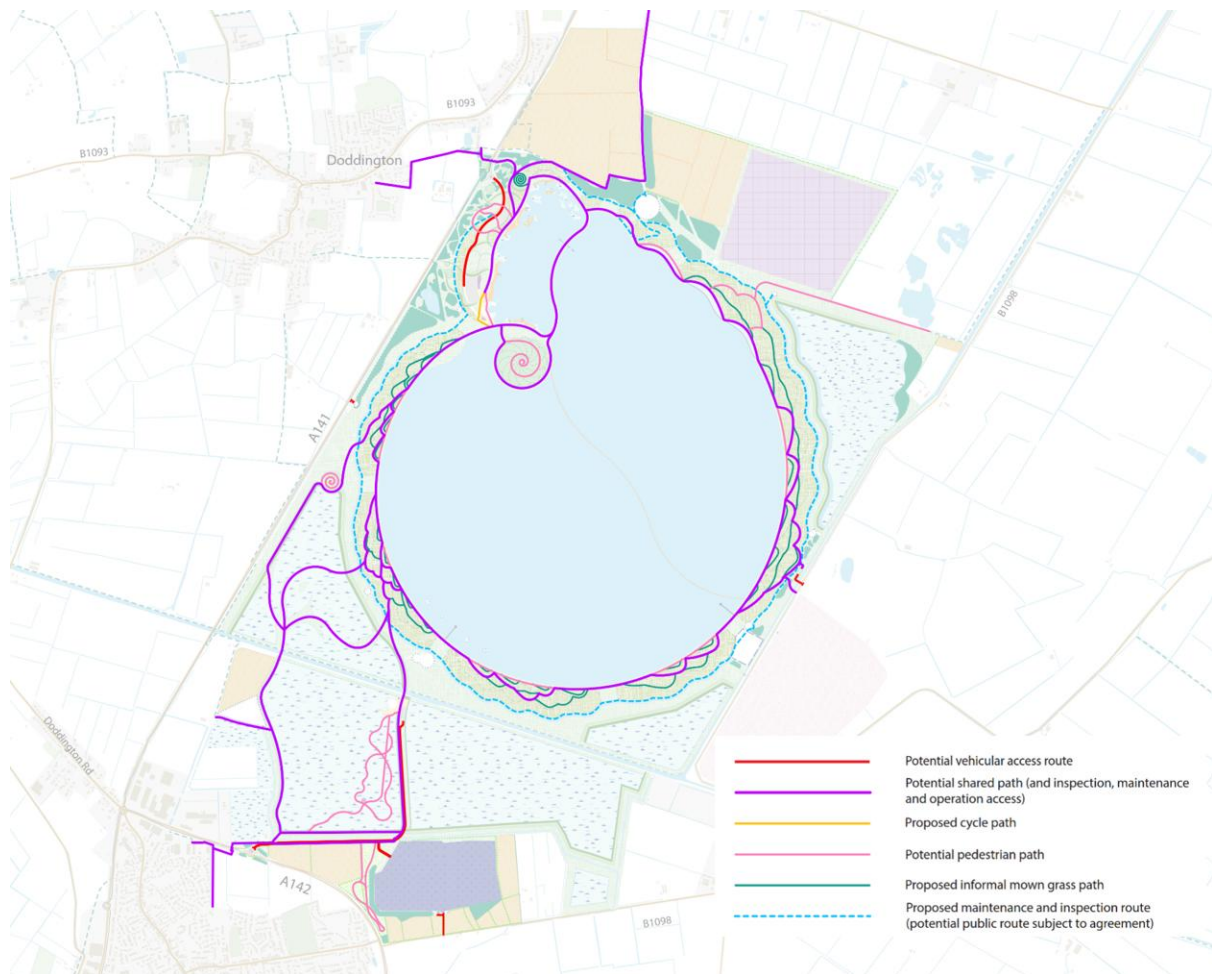 B1093
B1093
Doddington
B1098
A141
Doddington Rd
A142
B1098
Potential vehicular access route
Potential shared path (and inspection, maintenance
and operation access)
Proposed cycle path
Potential pedestrian path
Proposed informal mown grass path
Proposed maintenance and inspection route
(potential public route subject to agreement)